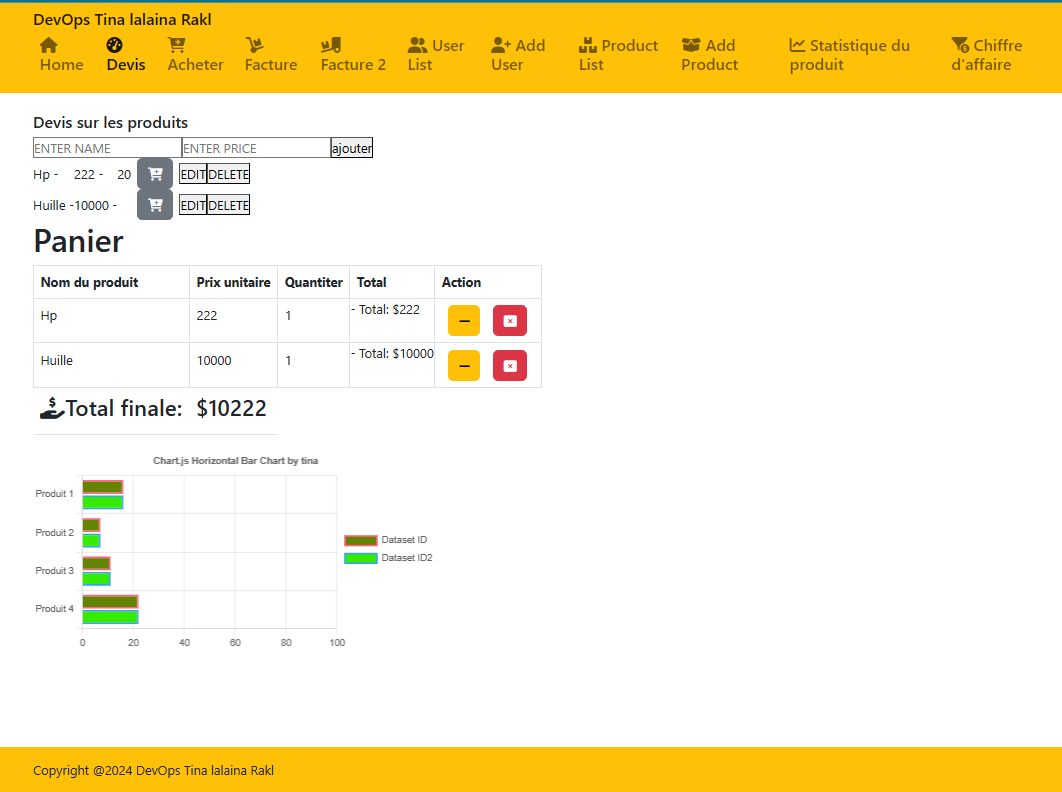 DevOps Tina lalaina Rakl
Home Devis Acheter Facture Facture 2 User List Add User Product List Add Product Statistique du produit Chiffre d'affaire
Devis sur les produits
ENTER NAME ENTER PRICE ajouter
Hp - 222 - 20 EDIT DELETE
Huille -10000 - EDIT DELETE
Panier
Nom du produit Prix unitaire Quantiter Total Action
Hp 222 1 - Total: $222
Huille 10000 1 - Total: $10000
Total finale: $10222
Chart.js Horizontal Bar Chart by tina
Produit 1
Produit 2
Produit 3
Produit 4
0 20 40 60 80 100
Dataset ID
Dataset ID2
Copyright @2024 DevOps Tina lalaina Rakl